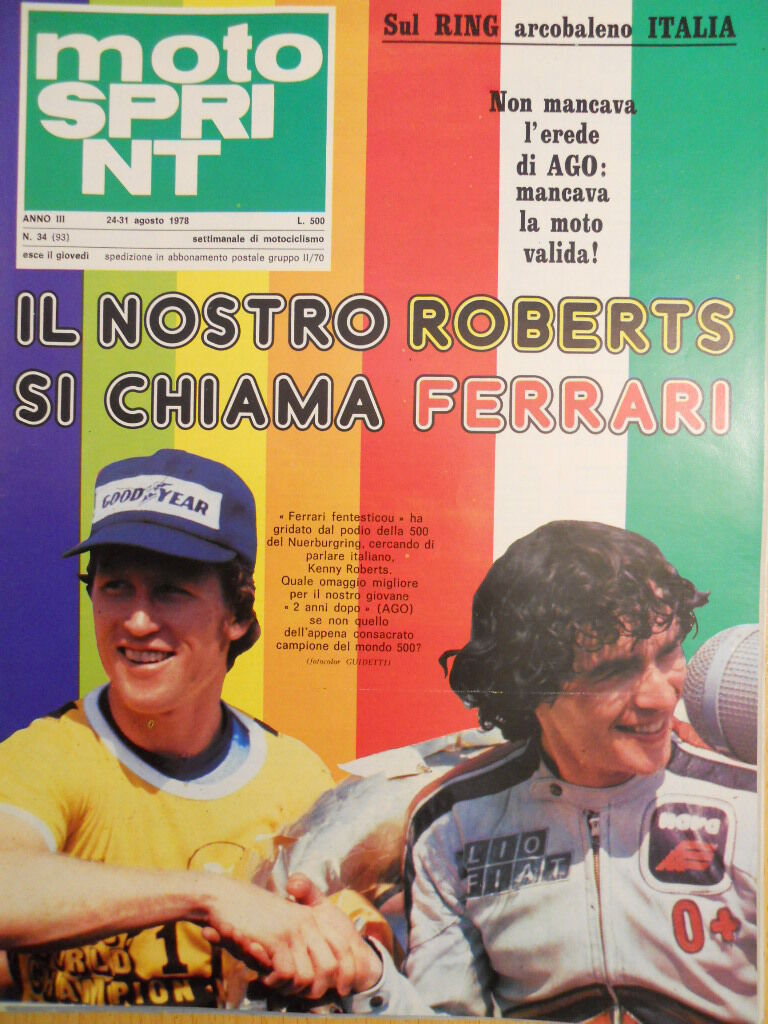 moto
SPRI
NT
ANNO III 24-31 agosto 1978 L. 500
N. 34 (93) settimanale di motociclismo
esce il giovedì spedizione in abbonamento postale gruppo II/70
Sul RING arcobaleno ITALIA
Non mancava
l'erede
di AGO:
mancava
la moto
valida!
IL NOSTRO ROBERTS
SI CHIAMA FERRARI
GOOD YEAR
« Ferrari fentesticou » ha
gridato dal podio della 500
del Nuerburgring, cercando di
parlare italiano,
Kenny Roberts.
Quale omaggio migliore
per il nostro giovane
« 2 anni dopo » (AGO)
se non quello
dell'appena consacrato
campione del mondo 500?
(fotocolor GUIDETTI)
LIO
FIAT
0+
1
CHAMPION